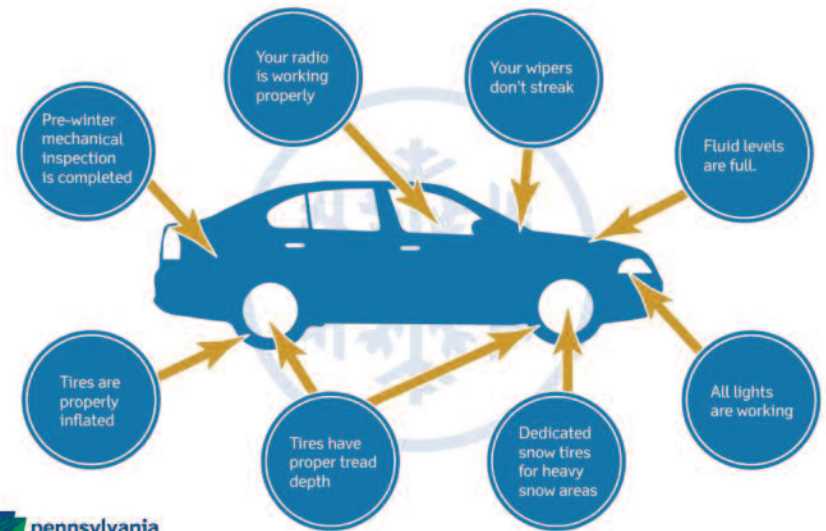 Your radio
is working
properly
Your wipers
don't streak
Pre-winter
mechanical
inspection
is completed
Fluid levels
are full.
Tires are
properly
inflated
Tires have
proper tread
depth
Dedicated
snow tires
for heavy
snow areas
All lights
are working
pennsylvania